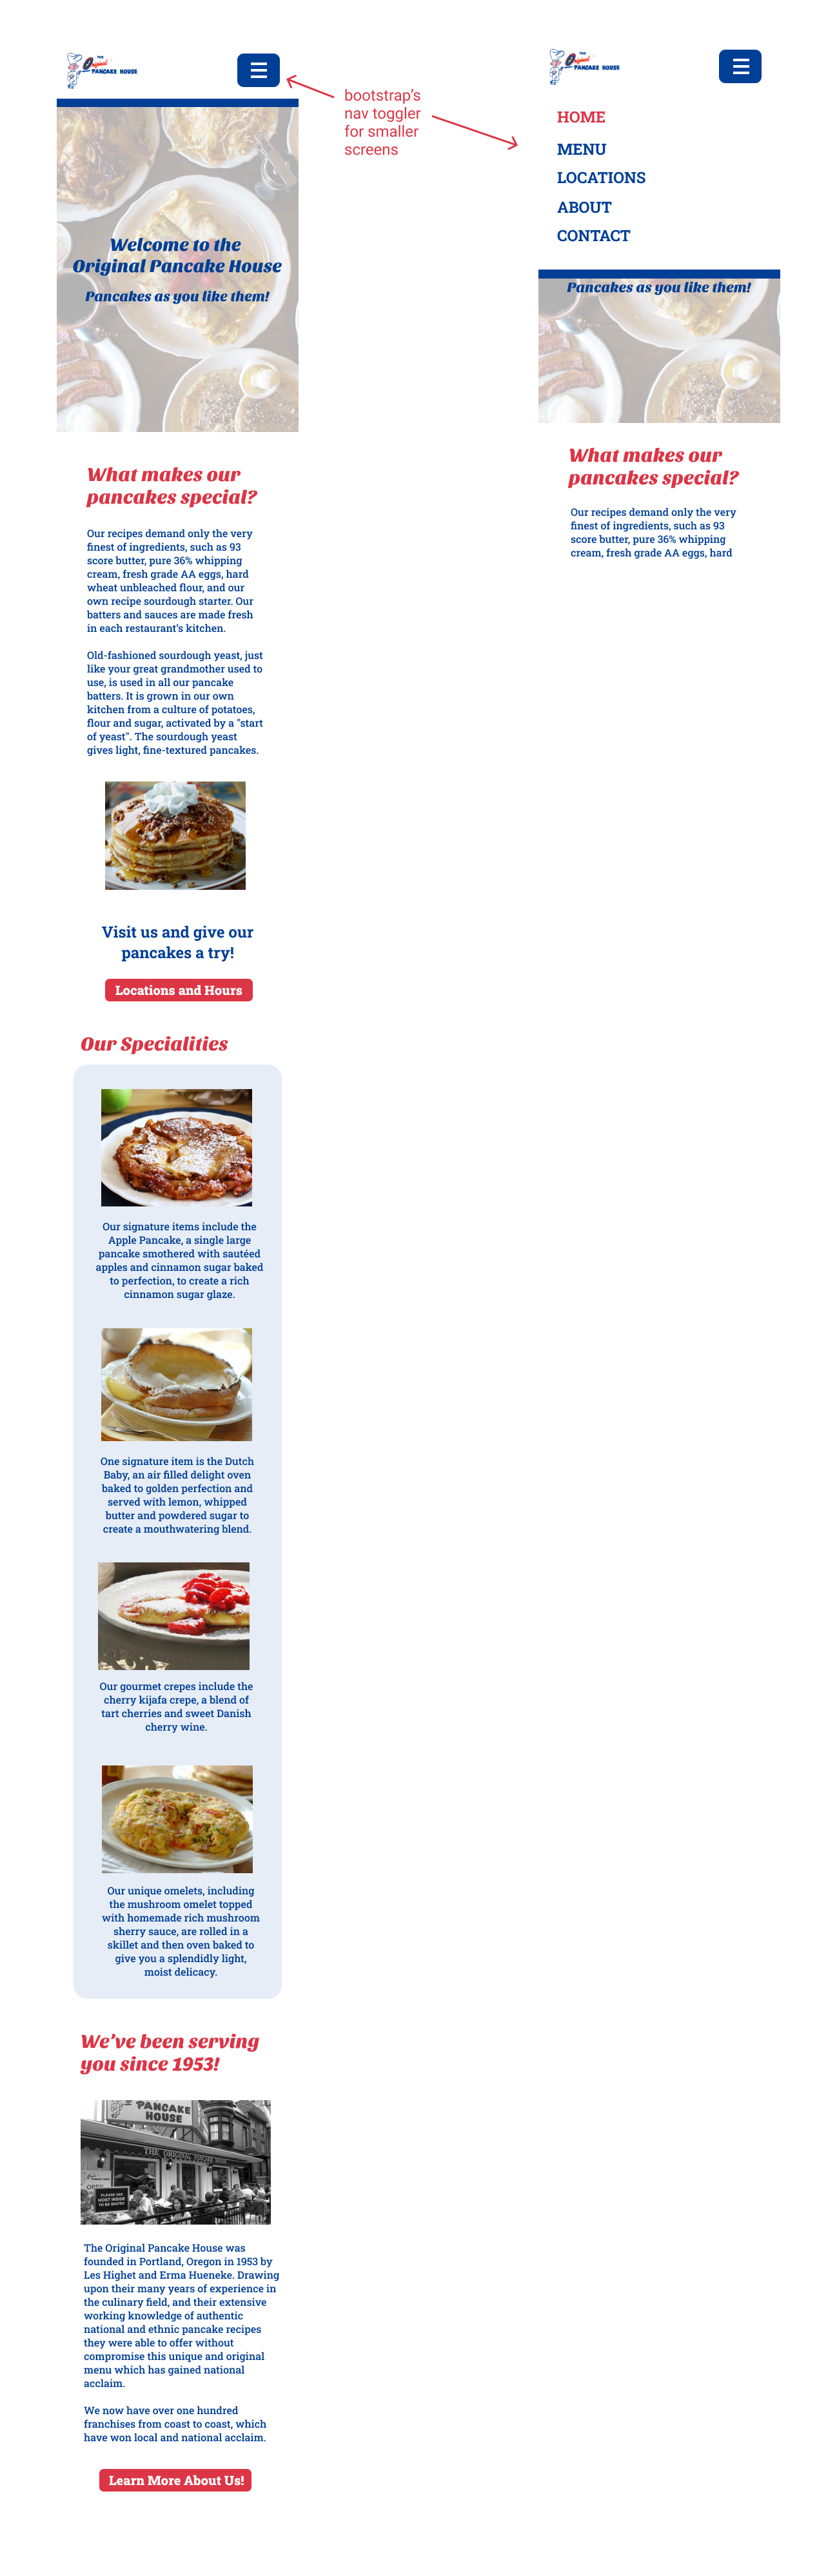 THE
Original
PANCAKE HOUSE
bootstrap's
nav toggler
for smaller
screens
Welcome to the
Original Pancake House
Pancakes as you like them!
What makes our
pancakes special?
Our recipes demand only the very
finest of ingredients, such as 93
score butter, pure 36% whipping
cream, fresh grade AA eggs, hard
wheat unbleached flour, and our
own recipe sourdough starter. Our
batters and sauces are made fresh
in each restaurant's kitchen.
Old-fashioned sourdough yeast, just
like your great grandmother used to
use, is used in all our pancake
batters. It is grown in our own
kitchen from a culture of potatoes,
flour and sugar, activated by a "start
of yeast". The sourdough yeast
gives light, fine-textured pancakes.
Visit us and give our
pancakes a try!
Locations and Hours
Our Specialities
Our signature items include the
Apple Pancake, a single large
pancake smothered with sautéed
apples and cinnamon sugar baked
to perfection, to create a rich
cinnamon sugar glaze.
One signature item is the Dutch
Baby, an air filled delight oven
baked to golden perfection and
served with lemon, whipped
butter and powdered sugar to
create a mouthwatering blend.
Our gourmet crepes include the
cherry kijafa crepe, a blend of
tart cherries and sweet Danish
cherry wine.
Our unique omelets, including
the mushroom omelet topped
with homemade rich mushroom
sherry sauce, are rolled in a
skillet and then oven baked to
give you a splendidly light,
moist delicacy.
We've been serving
you since 1953!
PANCAKE
HOUSE
THE ORIGINAL PANCAKE HOUSE
OPEN
PLEASE SEE
HOST INSIDE
TO BE SEATED
The Original Pancake House was
founded in Portland, Oregon in 1953 by
Les Highet and Erma Hueneke. Drawing
upon their many years of experience in
the culinary field, and their extensive
working knowledge of authentic
national and ethnic pancake recipes
they were able to offer without
compromise this unique and original
menu which has gained national
acclaim.
We now have over one hundred
franchises from coast to coast, which
have won local and national acclaim.
Learn More About Us!
THE
Original
PANCAKE HOUSE
HOME
MENU
LOCATIONS
ABOUT
CONTACT
Pancakes as you like them!
What makes our
pancakes special?
Our recipes demand only the very
finest of ingredients, such as 93
score butter, pure 36% whipping
cream, fresh grade AA eggs, hard